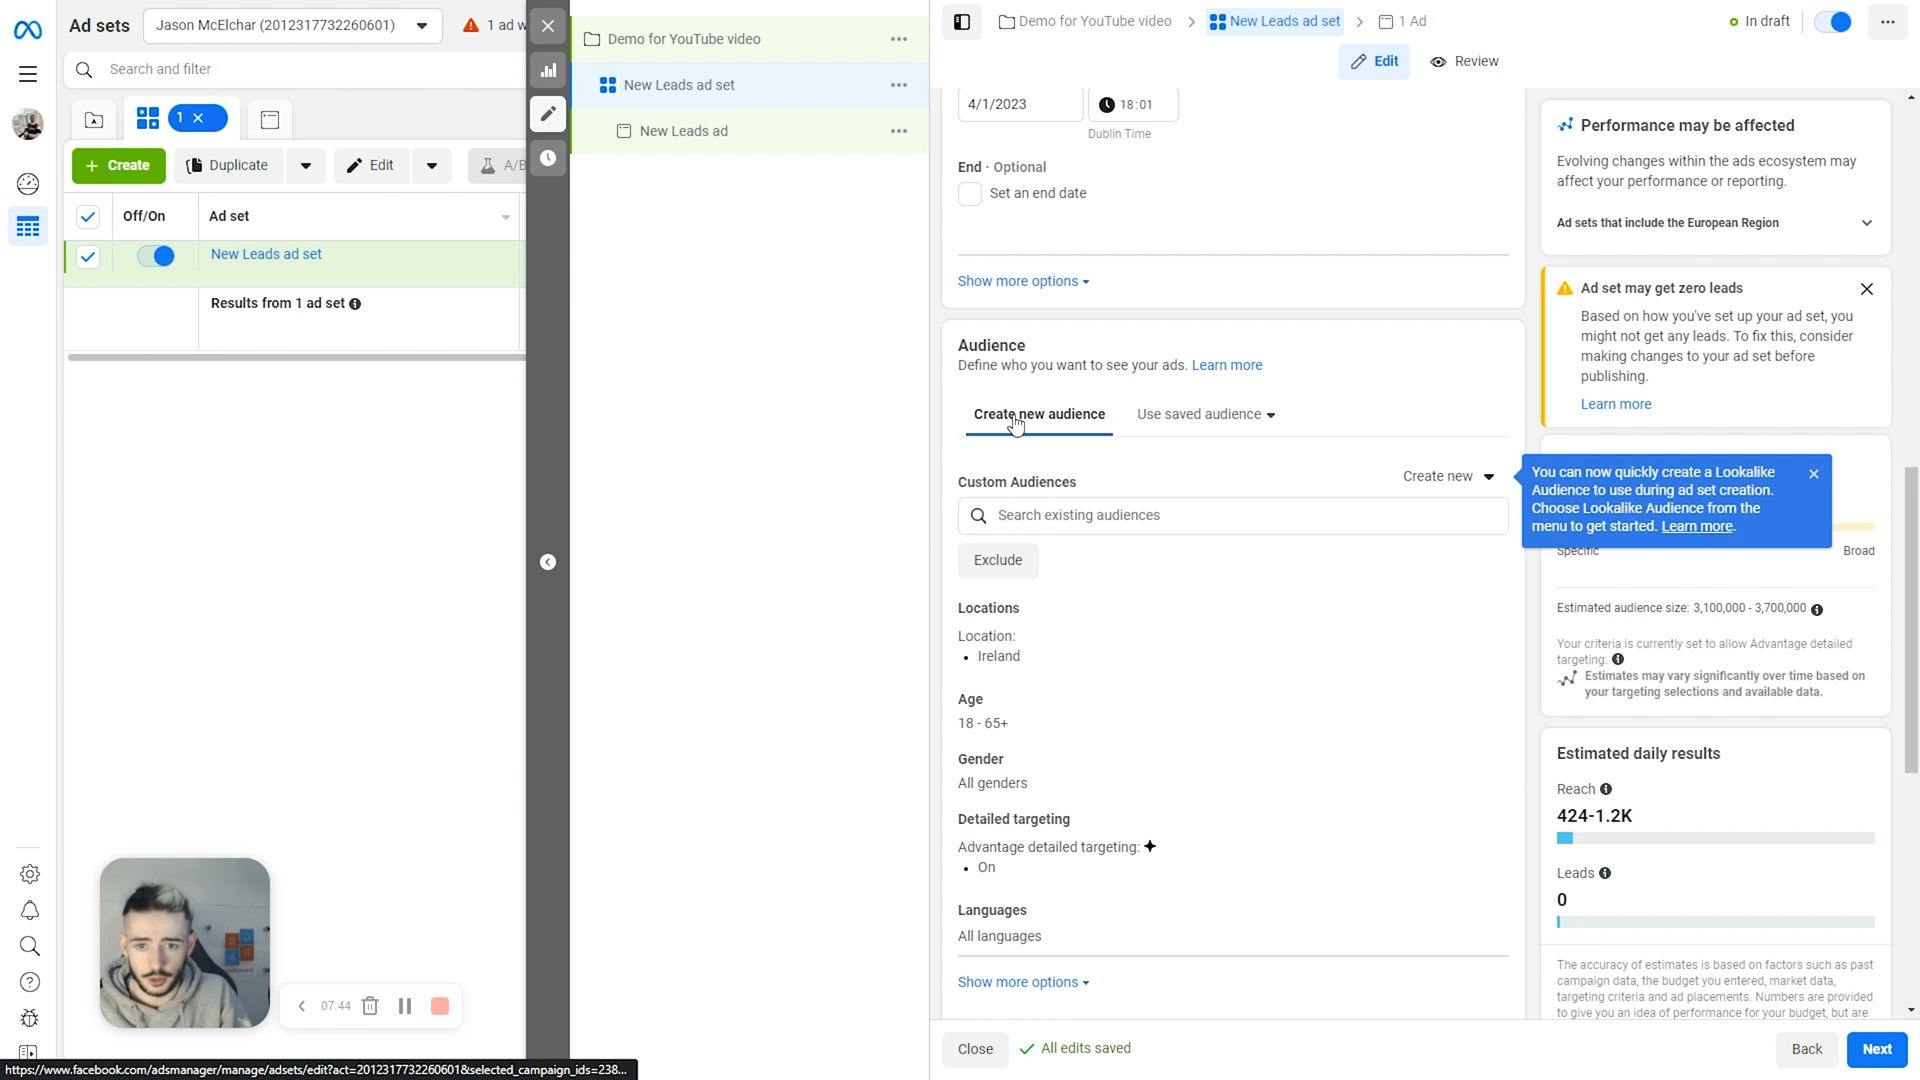 Ad sets
Jason McElchar (2012317732260601)
1 ad w
Search and filter
1
Create
Duplicate
Edit
A/B
Off/On
Ad set
New Leads ad set
Results from 1 ad set
07:44
https://www.facebook.com/adsmanager/manage/adsets/edit?act=2012317732260601&selected_campaign_ids=238...
Demo for YouTube video
New Leads ad set
New Leads ad
Demo for YouTube video
New Leads ad set
1 Ad
In draft
Edit
Review
4/1/2023
18:01
Dublin Time
End · Optional
Set an end date
Show more options
Audience
Define who you want to see your ads. Learn more
Create new audience
Use saved audience
Custom Audiences
Create new
Search existing audiences
Exclude
Locations
Location:
• Ireland
Age
18 - 65+
Gender
All genders
Detailed targeting
Advantage detailed targeting:
• On
Languages
All languages
Show more options
Close
All edits saved
Back
Next
Performance may be affected
Evolving changes within the ads ecosystem may
affect your performance or reporting.
Ad sets that include the European Region
Ad set may get zero leads
Based on how you've set up your ad set, you
might not get any leads. To fix this, consider
making changes to your ad set before
publishing.
Learn more
You can now quickly create a Lookalike
Audience to use during ad set creation.
Choose Lookalike Audience from the
menu to get started. Learn more.
Specific
Broad
Estimated audience size: 3,100,000 - 3,700,000
Your criteria is currently set to allow Advantage detailed
targeting.
Estimates may vary significantly over time based on
your targeting selections and available data.
Estimated daily results
Reach
424-1.2K
Leads
0
The accuracy of estimates is based on factors such as past
campaign data, the budget you entered, market data,
targeting criteria and ad placements. Numbers are provided
to give you an idea of performance for your budget, but are